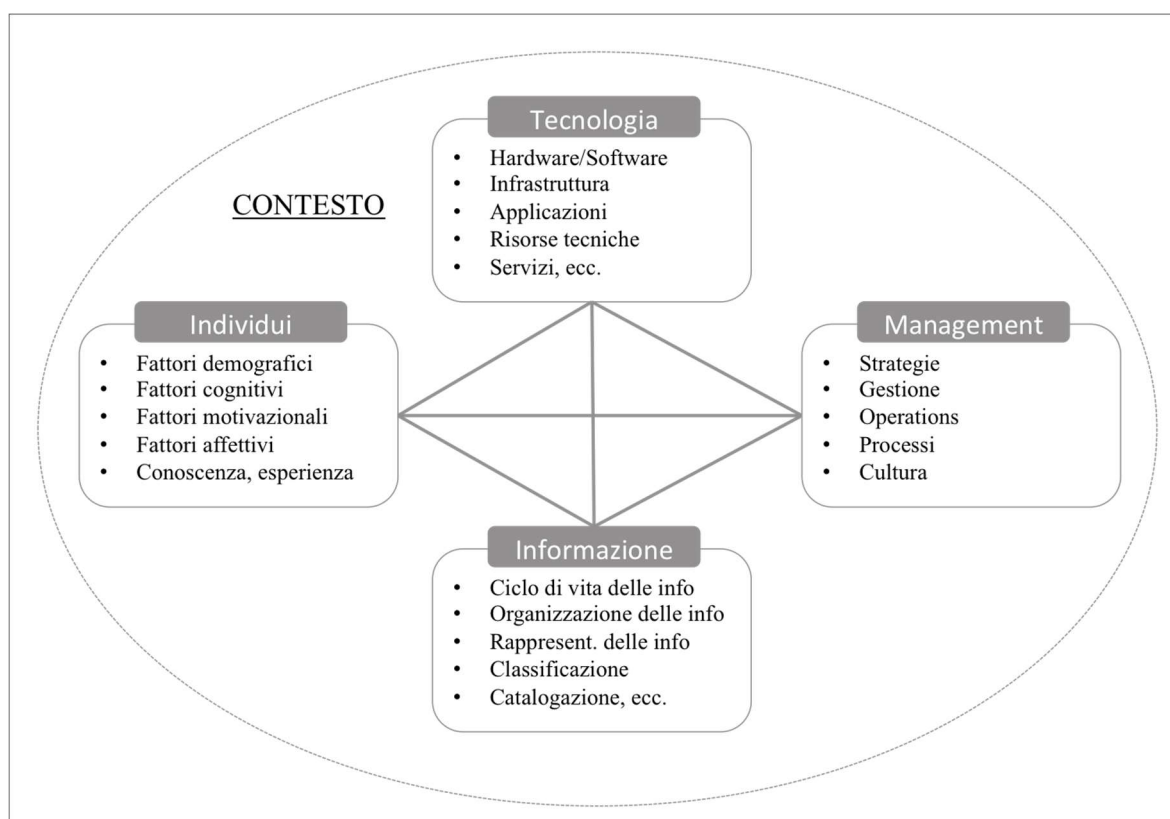 Tecnologia
• Hardware/Software
• Infrastruttura
• Applicazioni
• Risorse tecniche
• Servizi, ecc.
CONTESTO
Individui
• Fattori demografici
• Fattori cognitivi
• Fattori motivazionali
• Fattori affettivi
• Conoscenza, esperienza
Management
• Strategie
• Gestione
• Operations
• Processi
• Cultura
Informazione
• Ciclo di vita delle info
• Organizzazione delle info
• Rappresent. delle info
• Classificazione
• Catalogazione, ecc.